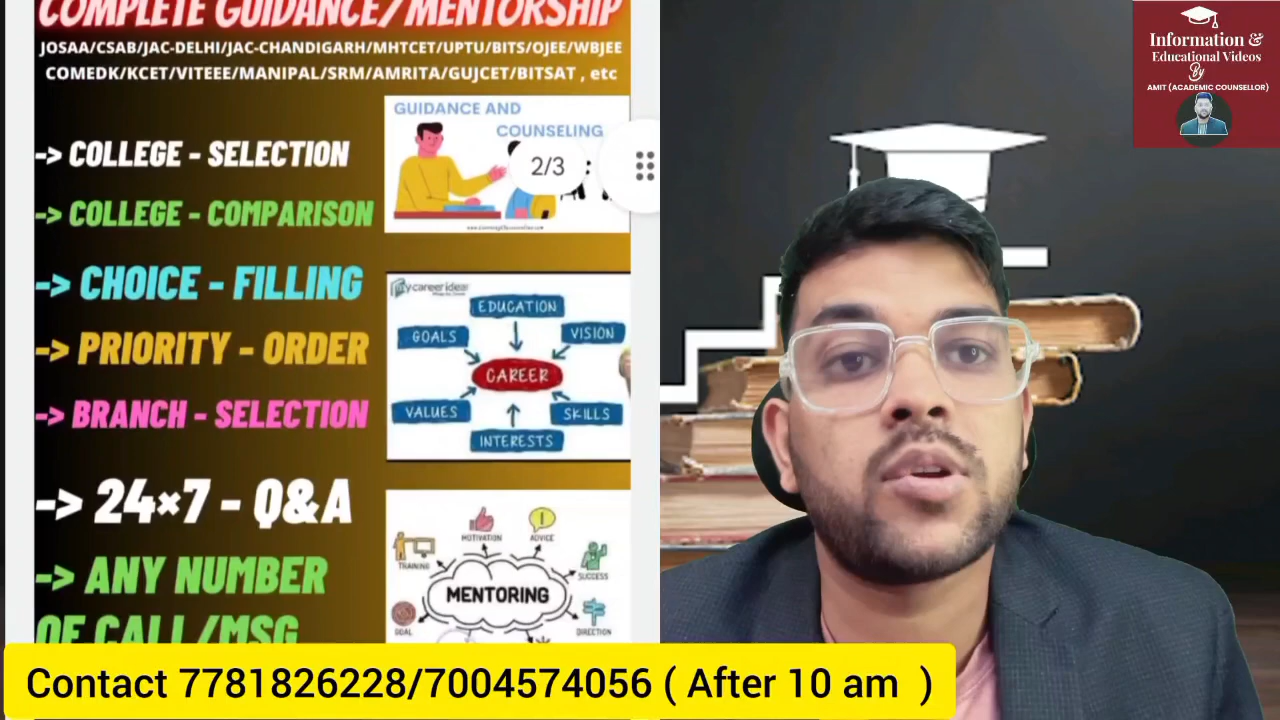 COMPLETE GUIDANCE/MENTORSHIP
JOSAA/CSAB/JAC-DELHI/JAC-CHANDIGARH/MHTCET/UPTU/BITS/OJEE/WBJEE
COMEDK/KCET/VITEEE/MANIPAL/SRM/AMRITA/GUJCET/BITSAT , etc
-> COLLEGE - SELECTION
-> COLLEGE - COMPARISON
-> CHOICE - FILLING
-> PRIORITY - ORDER
-> BRANCH - SELECTION
-> 24×7 - Q&A
-> ANY NUMBER
OF CALL/MSG
GUIDANCE AND
COUNSELING
2/3
EDUCATION
GOALS
VISION
CAREER
VALUES
SKILLS
INTERESTS
MOTIVATION
ADVICE
TRAINING
SUCCESS
MENTORING
GOAL
DIRECTION
Information &
Educational Videos
By
AMIT (ACADEMIC COUNSELLOR)
Contact 7781826228/7004574056 ( After 10 am )